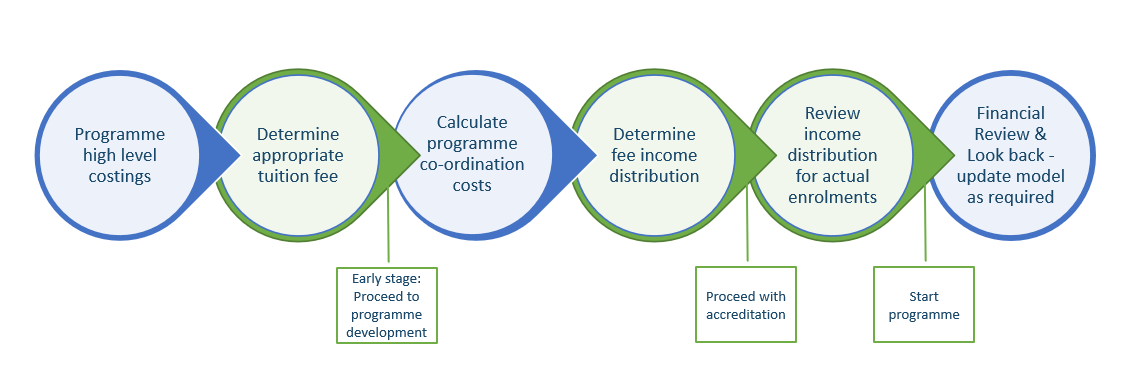 Programme
high level
costings
Determine
appropriate
tuition fee
Calculate
programme
co-ordination
costs
Determine
fee income
distribution
Review
income
distribution
for actual
enrolments
Financial
Review &
Look back -
update model
as required
Early stage:
Proceed to
programme
development
Proceed with
accreditation
Start
programme